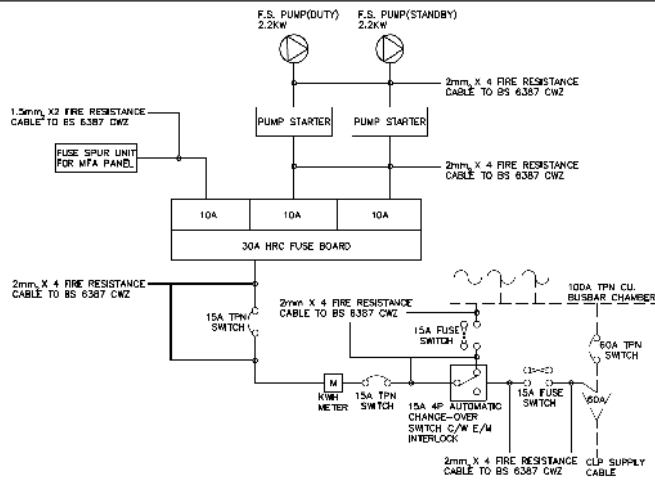 F.S. PUMP(DUTY)
2.2KW
F.S. PUMP(STANDBY)
2.2KW
2mm, X 4 FIRE RESISTANCE
CABLE TO BS 6387 CWZ
1.5mm, X2 FIRE RESISTANCE
CABLE TO BS 6387 CWZ
PUMP STARTER
PUMP STARTER
FUSE SPUR UNIT
FOR MFA PANEL
2mm, X 4 FIRE RESISTANCE
CABLE TO BS 6387 CWZ
10A
10A
10A
30A HRC FUSE BOARD
2mm, X 4 FIRE RESISTANCE
CABLE TO BS 6387 CWZ
2mm X 4 FIRE RESISTANCE
CABLE TO BS 6387 CWZ
100A TPN CU.
BUSBAR CHAMBER
15A TPN
SWITCH
15A FUSE
SWITCH
60A TPN
SWITCH
M
KWH
METER
15A TPN
SWITCH
15A 4P AUTOMATIC
CHANGE-OVER
SWITCH C/W E/M
INTERLOCK
15A FUSE
SWITCH
60A
2mm, X 4 FIRE RESISTANCE
CABLE TO BS 6387 CWZ
CLP SUPPLY
CABLE